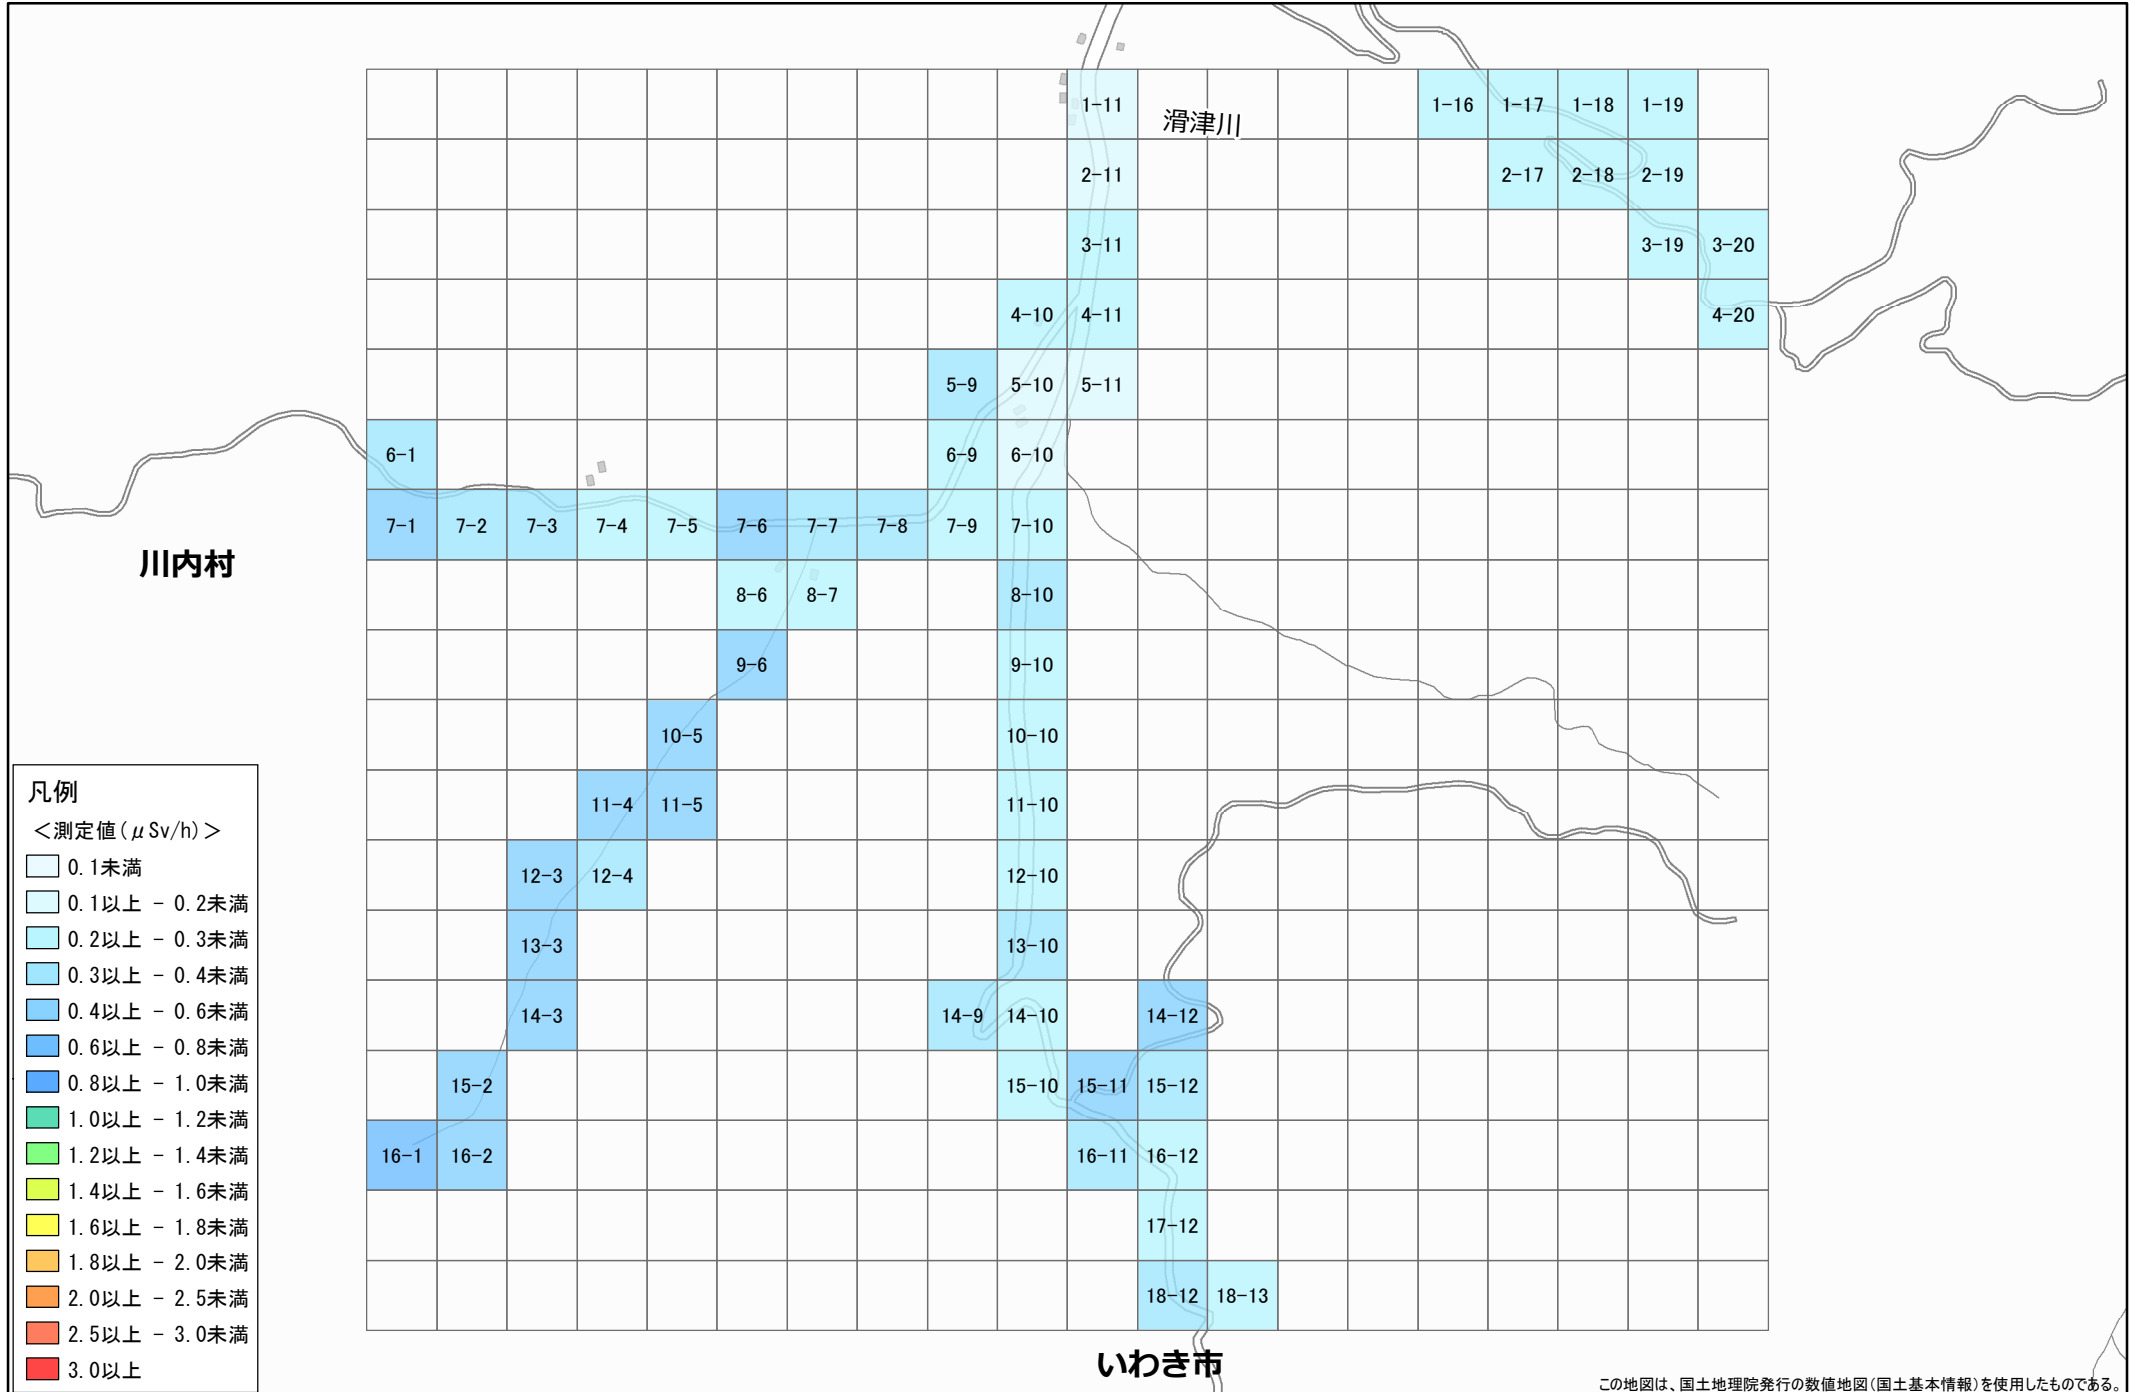 1-11 1-16 1-17 1-18 1-19
滑津川
2-11 2-17 2-18 2-19
3-11 3-19 3-20
4-10 4-11 4-20
5-9 5-10 5-11
6-1 6-9 6-10
7-1 7-2 7-3 7-4 7-5 7-6 7-7 7-8 7-9 7-10
川内村
8-6 8-7 8-10
9-6 9-10
10-5 10-10
11-4 11-5 11-10
12-3 12-4 12-10
13-3 13-10
14-3 14-9 14-10 14-12
15-2 15-10 15-11 15-12
16-1 16-2 16-11 16-12
17-12
18-12 18-13
凡例
＜測定値(μSv/h)＞
0.1未満
0.1以上 - 0.2未満
0.2以上 - 0.3未満
0.3以上 - 0.4未満
0.4以上 - 0.6未満
0.6以上 - 0.8未満
0.8以上 - 1.0未満
1.0以上 - 1.2未満
1.2以上 - 1.4未満
1.4以上 - 1.6未満
1.6以上 - 1.8未満
1.8以上 - 2.0未満
2.0以上 - 2.5未満
2.5以上 - 3.0未満
3.0以上
いわき市
この地図は、国土地理院発行の数値地図(国土基本情報)を使用したものである。